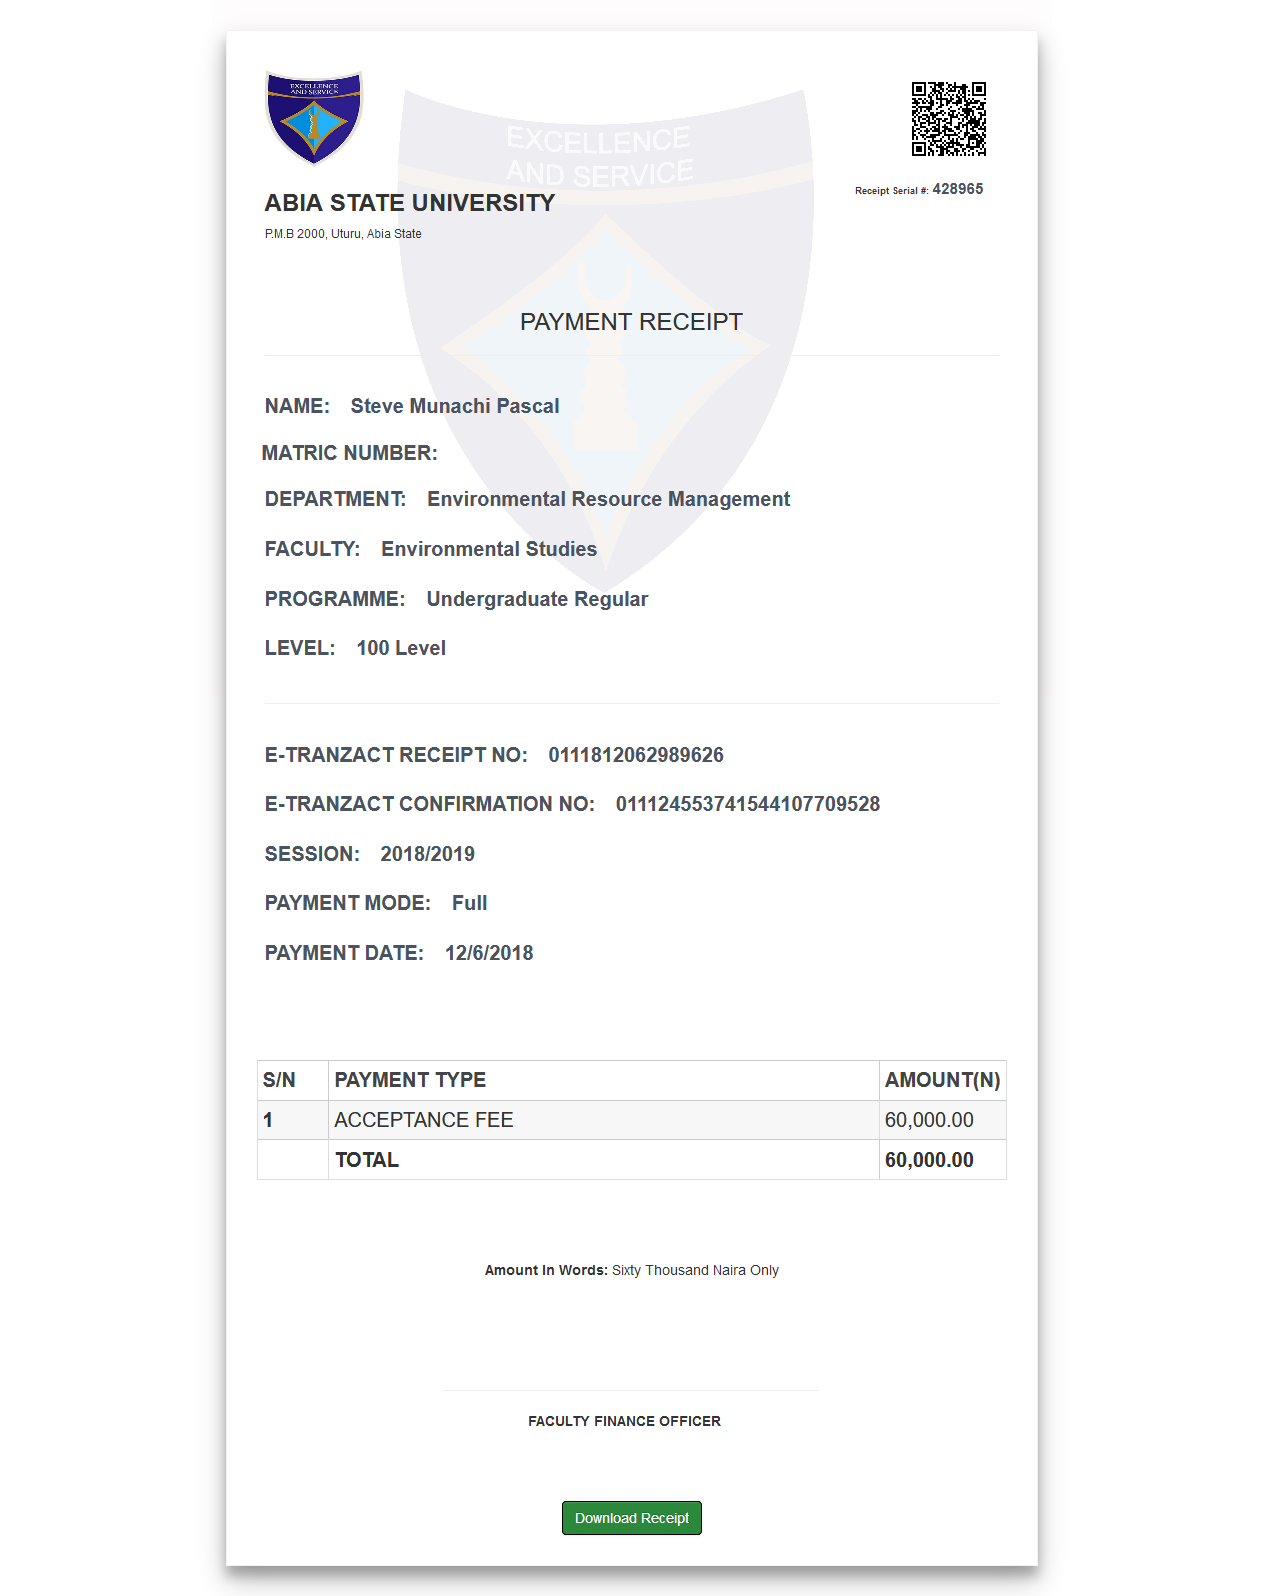 EXCELLENCE
AND SERVICE
EXCELLENCE
AND SERVICE
Receipt Serial #: 428965
ABIA STATE UNIVERSITY
P.M.B 2000, Uturu, Abia State
PAYMENT RECEIPT
NAME: Steve Munachi Pascal
MATRIC NUMBER:
DEPARTMENT: Environmental Resource Management
FACULTY: Environmental Studies
PROGRAMME: Undergraduate Regular
LEVEL: 100 Level
E-TRANZACT RECEIPT NO: 0111812062989626
E-TRANZACT CONFIRMATION NO: 011124553741544107709528
SESSION: 2018/2019
PAYMENT MODE: Full
PAYMENT DATE: 12/6/2018
S/N PAYMENT TYPE AMOUNT(N)
1 ACCEPTANCE FEE 60,000.00
TOTAL 60,000.00
Amount In Words: Sixty Thousand Naira Only
FACULTY FINANCE OFFICER
Download Receipt